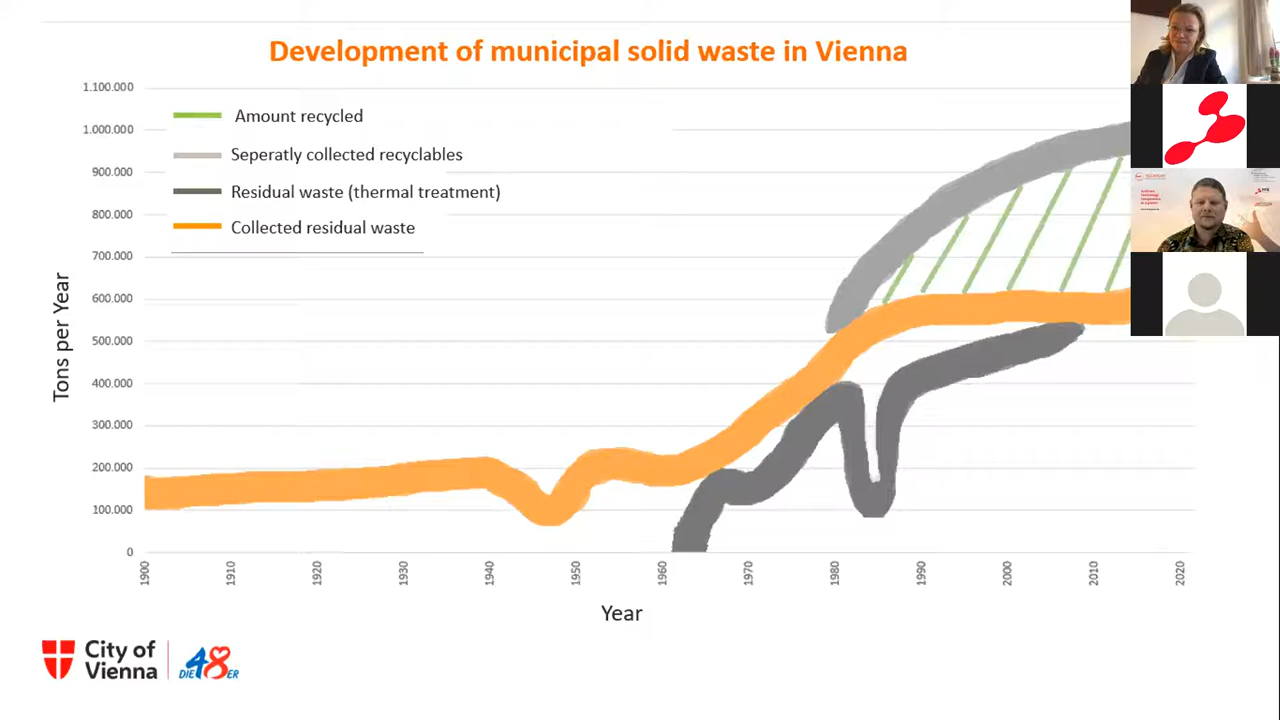 Development of municipal solid waste in Vienna
1.100.000
1.000.000
900.000
800.000
700.000
600.000
500.000
400.000
300.000
200.000
100.000
0
Amount recycled
Seperatly collected recyclables
Residual waste (thermal treatment)
Collected residual waste
Tons per Year
1900
1910
1920
1930
1940
1950
1960
1970
1980
1990
2000
2010
2020
Year
City of
Vienna
DIE 48ER